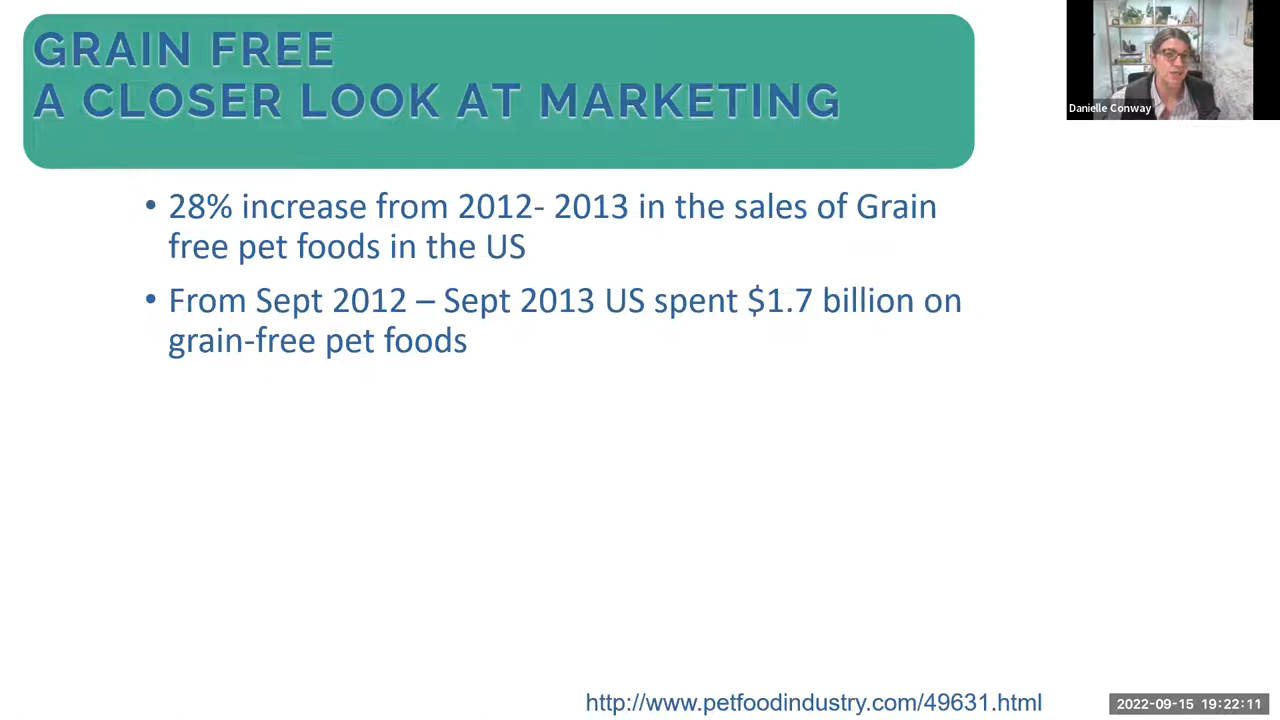 GRAIN FREE
A CLOSER LOOK AT MARKETING
Danielle Conway
• 28% increase from 2012- 2013 in the sales of Grain
free pet foods in the US
• From Sept 2012 – Sept 2013 US spent $1.7 billion on
grain-free pet foods
http://www.petfoodindustry.com/49631.html
2022-09-15 19:22:11